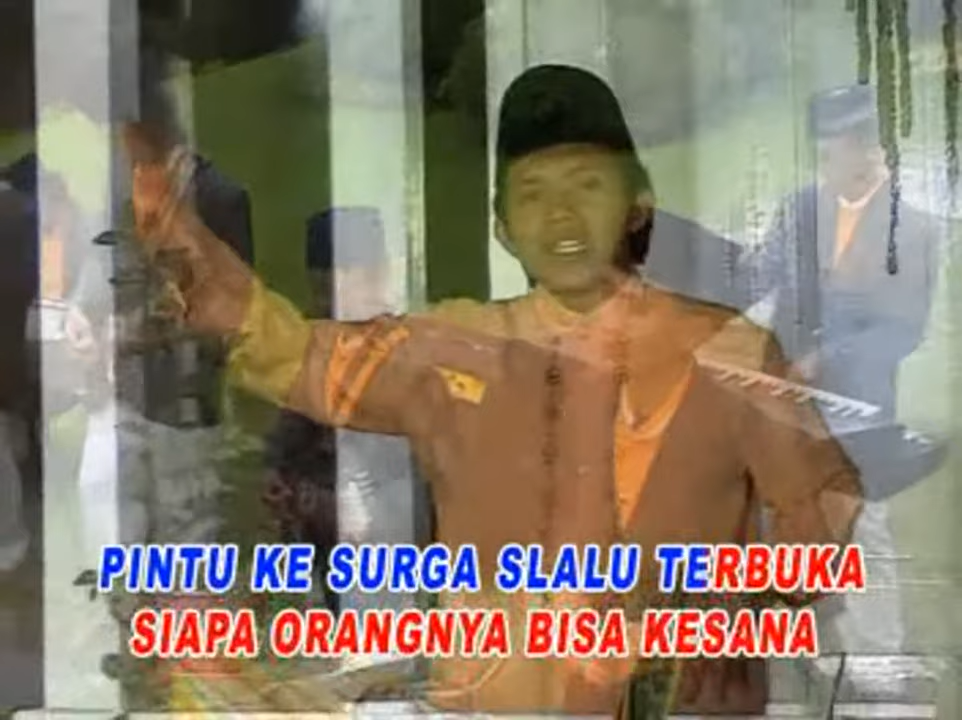 PINTU KE SURGA SLALU TERBUKA
SIAPA ORANGNYA BISA KESANA